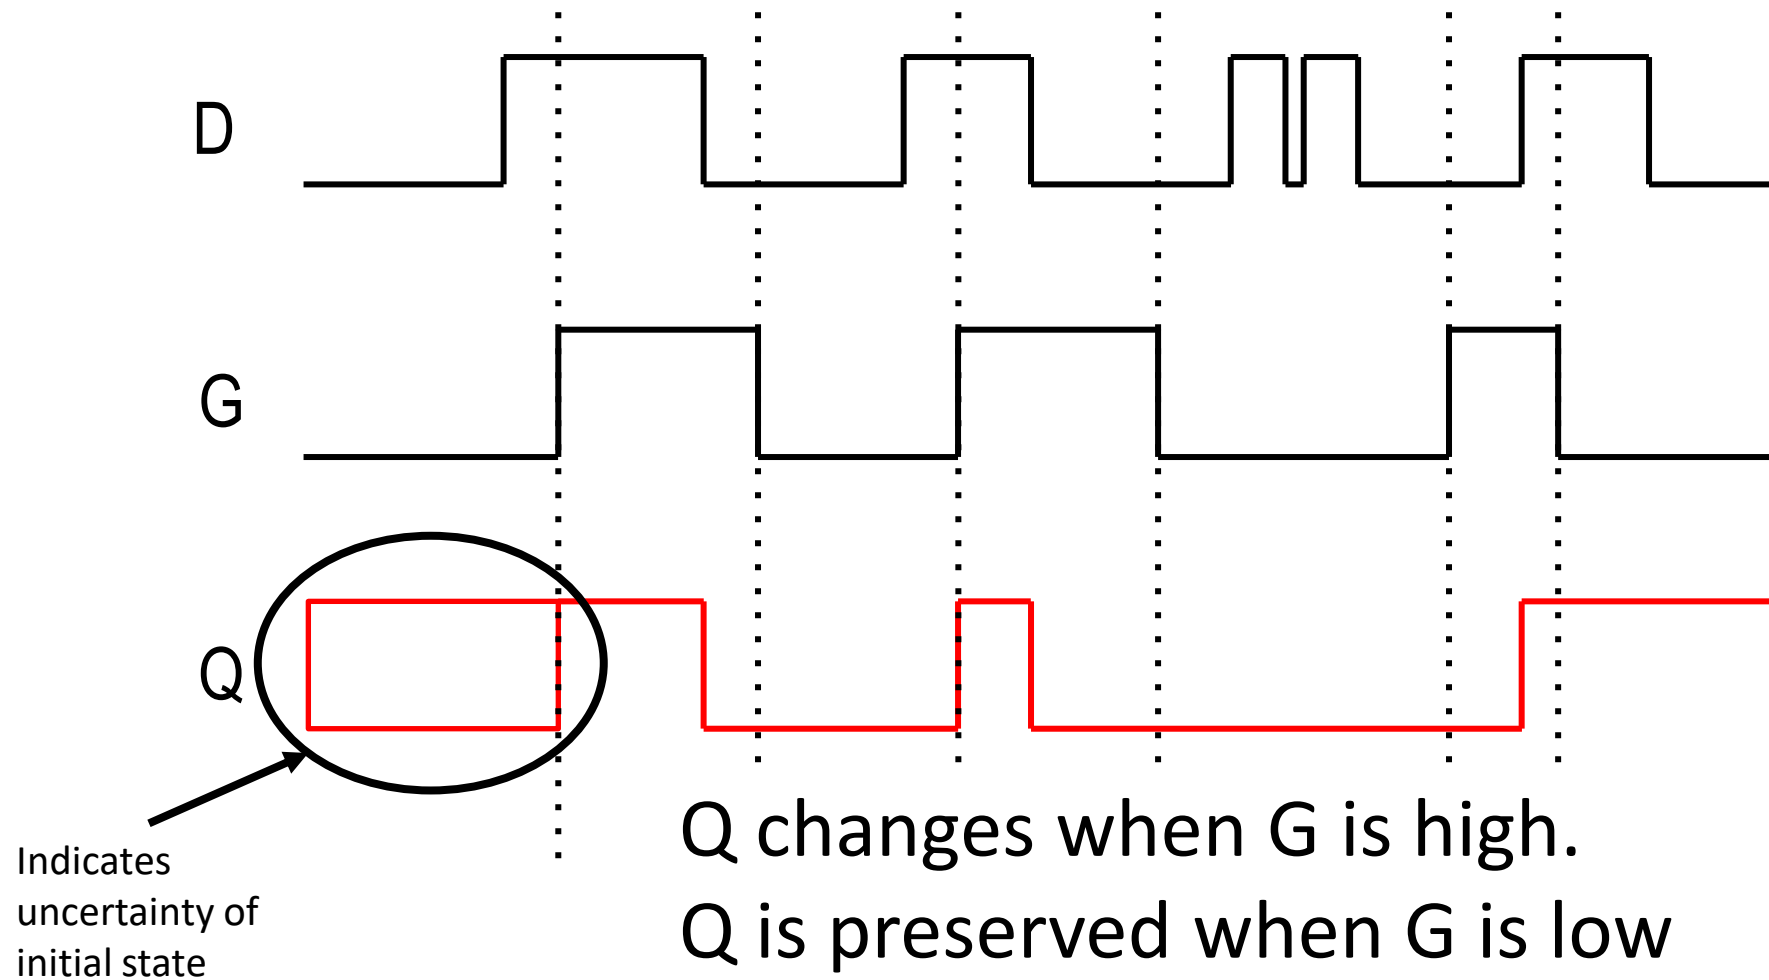 D
G
Q
Indicates
uncertainty of
initial state
Q changes when G is high.
Q is preserved when G is low